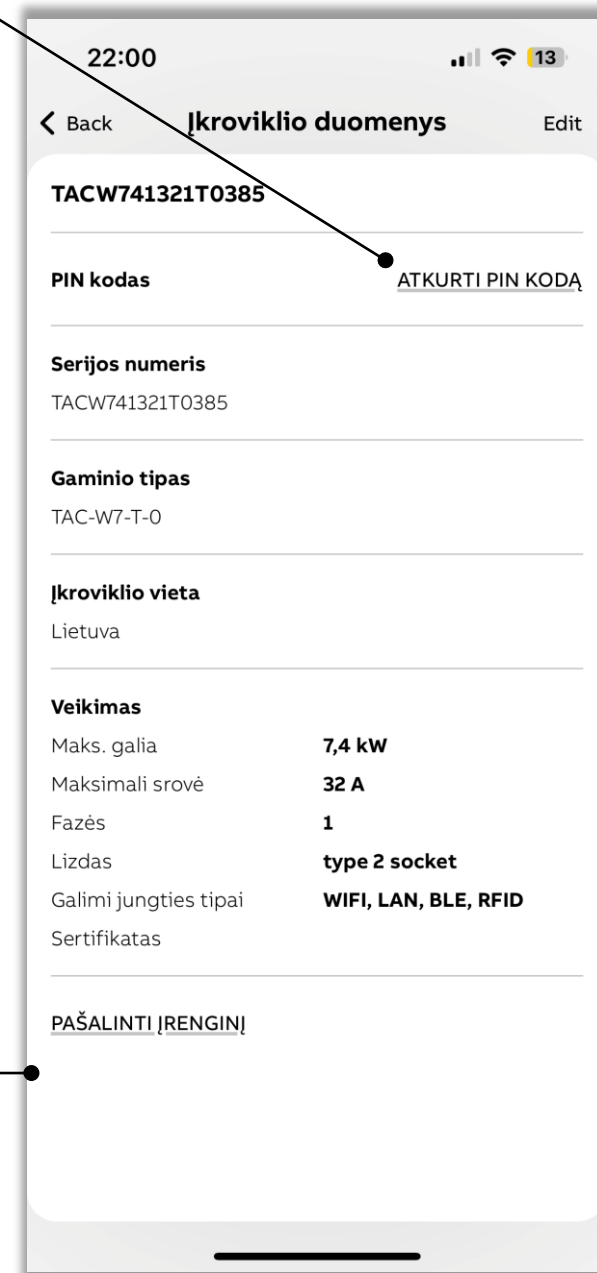 22:00
13
Back Įkroviklio duomenys Edit
TACW741321T0385
PIN kodas ATKURTI PIN KODĄ
Serijos numeris
TACW741321T0385
Gaminio tipas
TAC-W7-T-0
Įkroviklio vieta
Lietuva
Veikimas
Maks. galia 7,4 kW
Maksimali srovė 32 A
Fazės 1
Lizdas type 2 socket
Galimi jungties tipai WIFI, LAN, BLE, RFID
Sertifikatas
PAŠALINTI ĮRENGINĮ